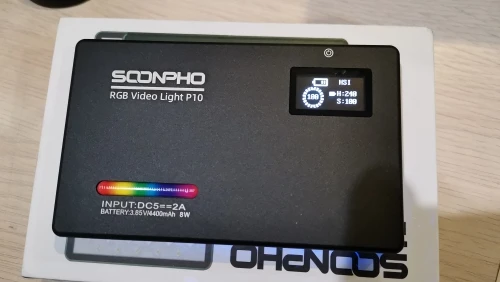 SOONPHO
RGB Video Light P10
HSI
100
H:240
S:100
INPUT:DC5==2A
BATTERY:3.85V/4400mAh 8W
SOONPHO